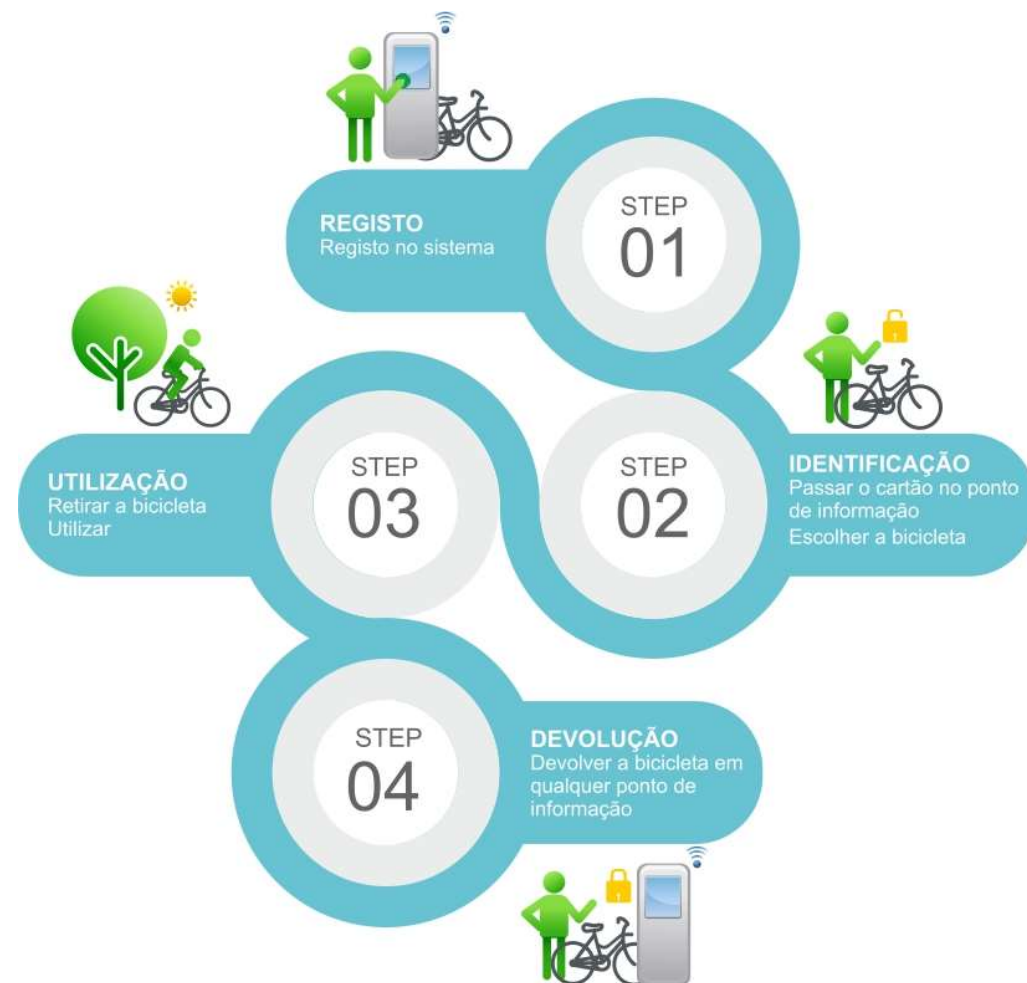 STEP
01
REGISTO
Registo no sistema
STEP
02
IDENTIFICAÇÃO
Passar o cartão no ponto
de informação
Escolher a bicicleta
STEP
03
UTILIZAÇÃO
Retirar a bicicleta
Utilizar
STEP
04
DEVOLUÇÃO
Devolver a bicicleta em
qualquer ponto de
informação